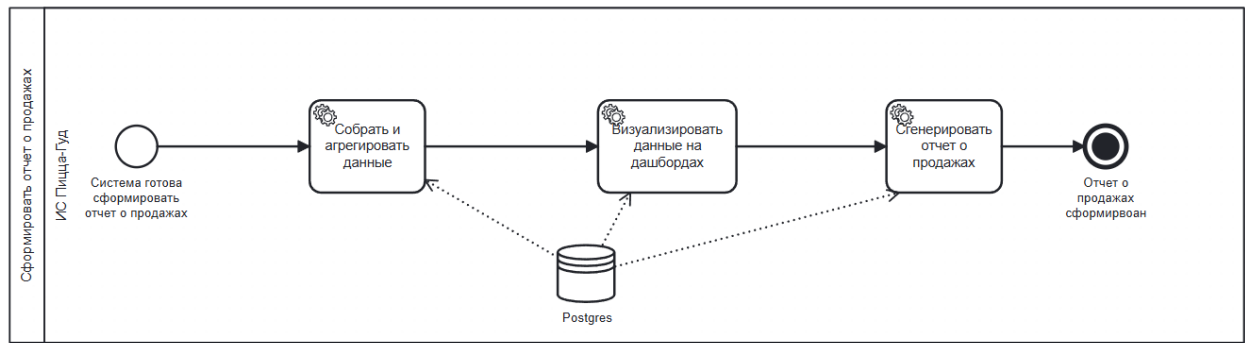 Сформировать отчет о продажах
ИС Пицца-Гуд
Система готова
сформировать
отчет о продажах
Собрать и
агрегировать
данные
Визуализировать
данные на
дашбордах
Сгенерировать
отчет о
продажах
Отчет о
продажах
сформирвоан
Postgres